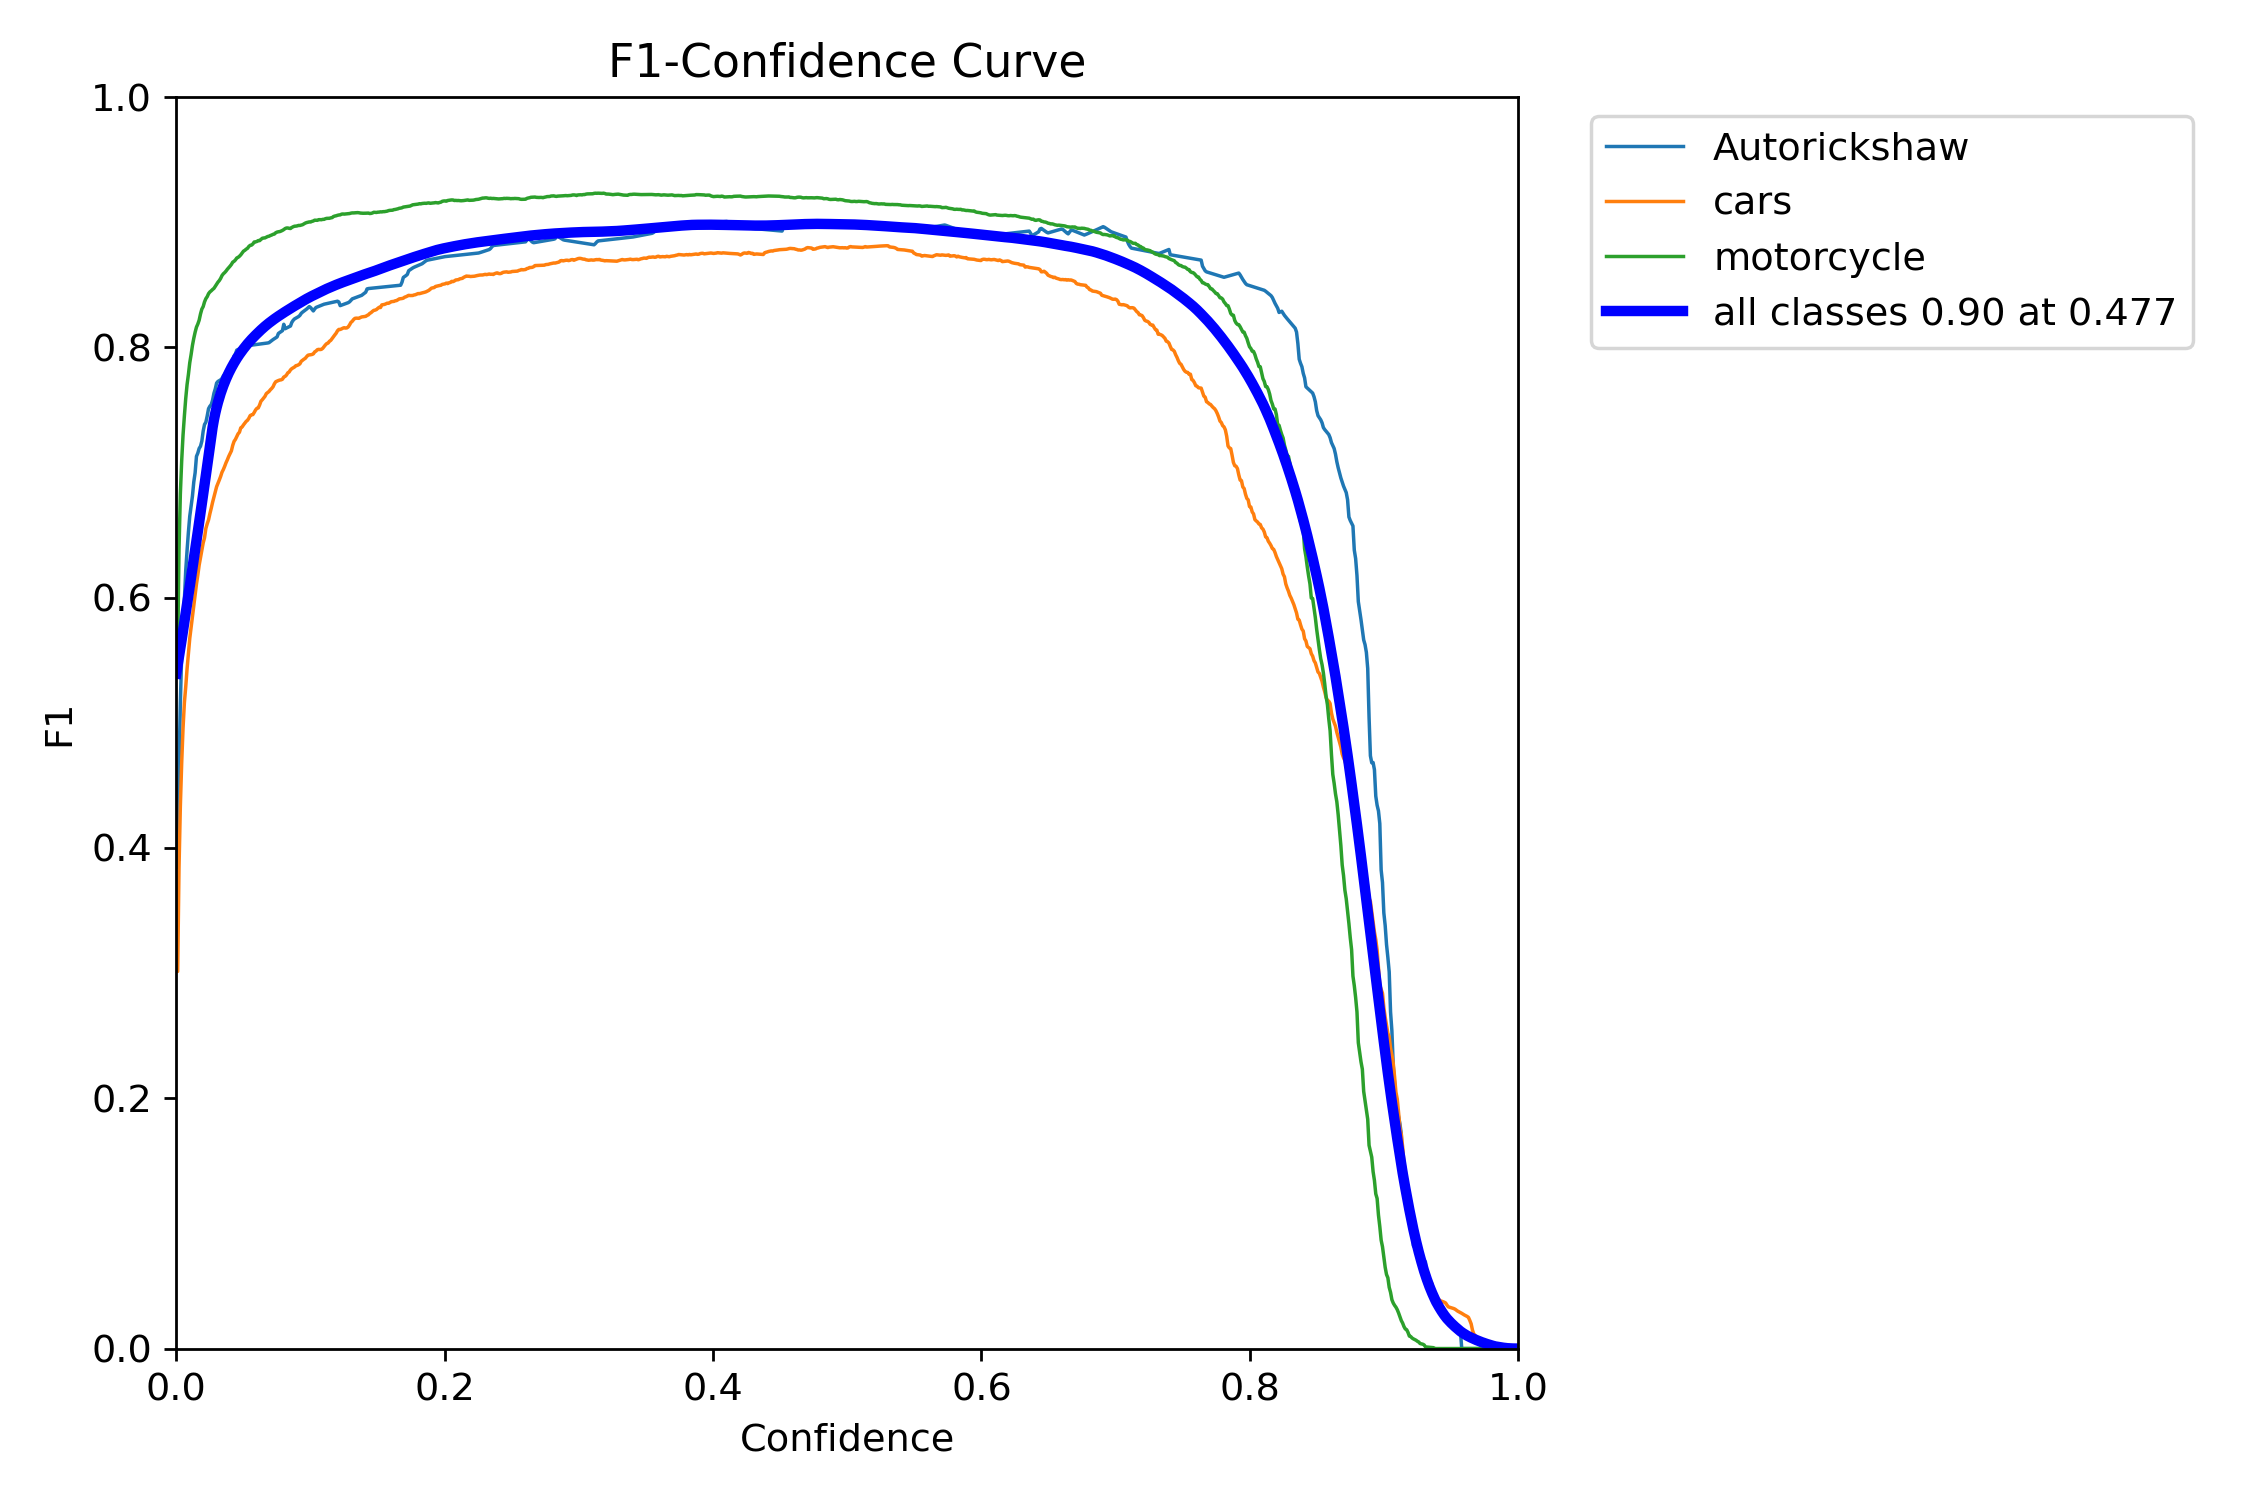 F1-Confidence Curve
1.0
0.8
0.6
0.4
0.2
0.0
F1
0.0 0.2 0.4 0.6 0.8 1.0
Confidence
Autorickshaw
cars
motorcycle
all classes 0.90 at 0.477